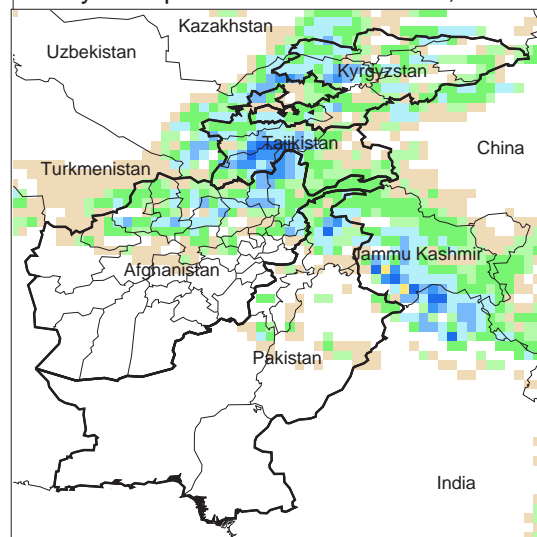 Kazakhstan
Uzbekistan
Kyrgyzstan
Tajikistan
China
Turkmenistan
Jammu Kashmir
Afghanistan
Pakistan
India